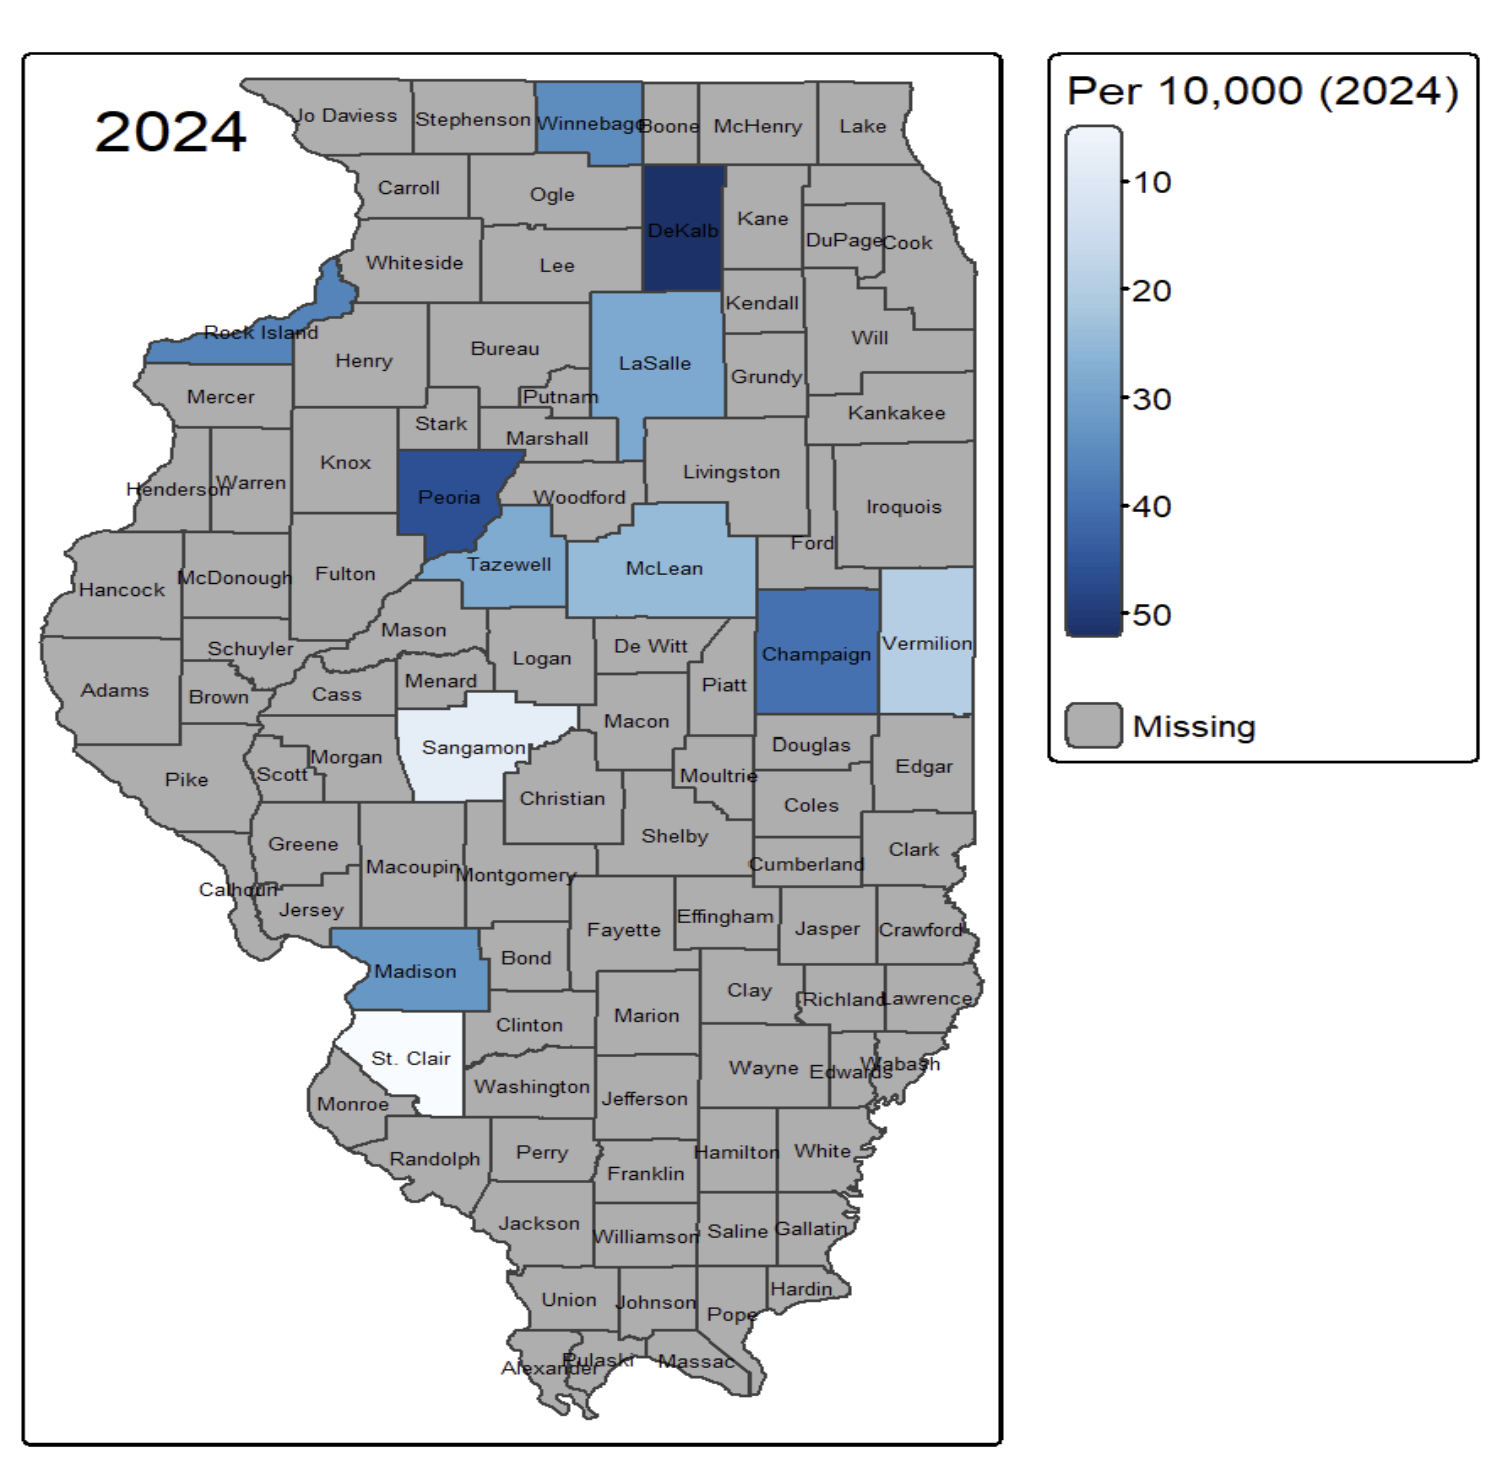 2024
Jo Daviess
Stephenson
Winnebago
Boone
McHenry
Lake
Carroll
Ogle
DeKalb
Kane
DuPage
Cook
Whiteside
Lee
Kendall
Rock Island
Henry
Bureau
LaSalle
Will
Grundy
Mercer
Putnam
Kankakee
Stark
Marshall
Knox
Livingston
Henderson
Warren
Peoria
Woodford
Iroquois
Ford
Hancock
McDonough
Fulton
Tazewell
McLean
Mason
Schuyler
Logan
De Witt
Champaign
Vermilion
Adams
Brown
Cass
Menard
Piatt
Macon
Sangamon
Morgan
Scott
Pike
Douglas
Moultrie
Edgar
Christian
Coles
Shelby
Greene
Macoupin
Montgomery
Cumberland
Clark
Calhoun
Jersey
Fayette
Effingham
Jasper
Crawford
Madison
Bond
Clay
Richland
Lawrence
Clinton
Marion
St. Clair
Wayne
Edwards
Wabash
Washington
Jefferson
Monroe
Randolph
Perry
Franklin
Hamilton
White
Jackson
Williamson
Saline
Gallatin
Union
Johnson
Pope
Hardin
Alexander
Pulaski
Massac
Per 10,000 (2024)
10
20
30
40
50
Missing